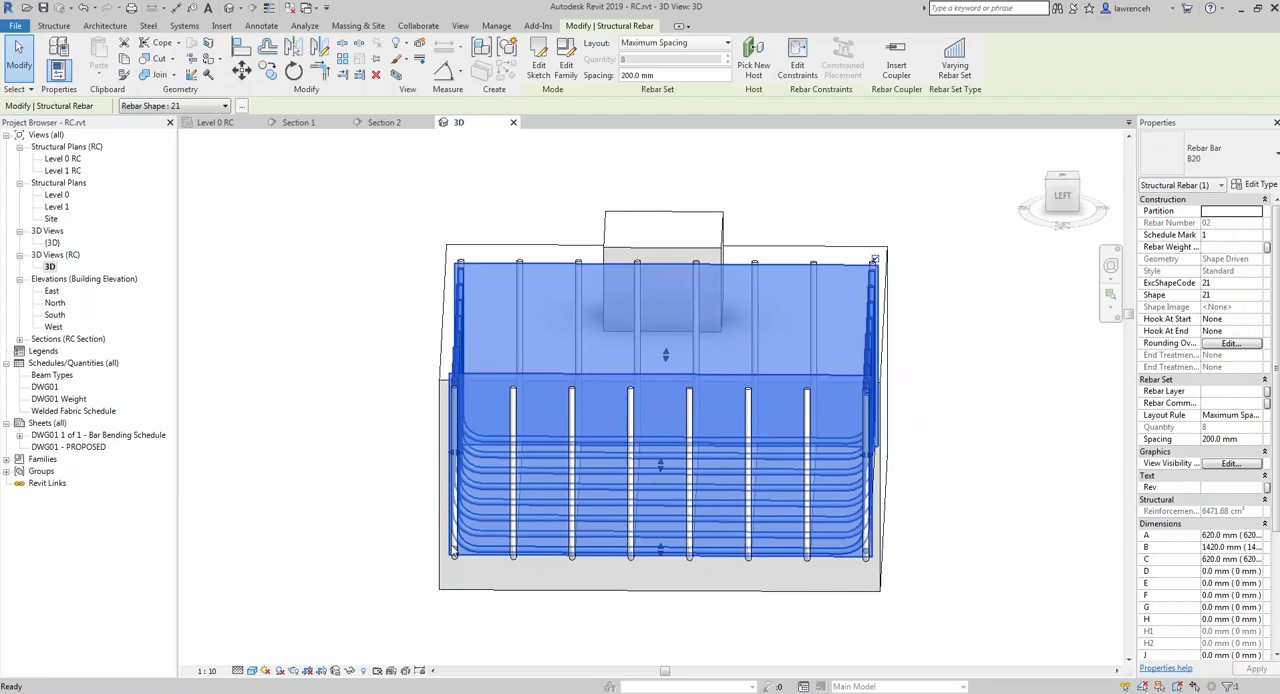 Autodesk Revit 2019 - RC.rvt - 3D View: 3D
Type a keyword or phrase
lawrenceh
File Structure Architecture Steel Systems Insert Annotate Analyze Massing & Site Collaborate View Manage Add-Ins Modify | Structural Rebar
Modify Paste Cope Cut Join
Edit Sketch Edit Family
Layout: Maximum Spacing
Quantity: 8
Spacing: 200.0 mm
Pick New Host Edit Constraints Constrained Placement Insert Coupler Varying Rebar Set
Select Properties Clipboard Geometry Modify View Measure Create Mode Rebar Set Host Rebar Constraints Rebar Coupler Rebar Set Type
Modify | Structural Rebar Rebar Shape : 21 ...
Project Browser - RC.rvt
Level 0 RC Section 1 Section 2 3D
Properties
Views (all)
Structural Plans (RC)
Level 0 RC
Level 1 RC
Structural Plans
Level 0
Level 1
Site
3D Views
(3D)
3D Views (RC)
3D
Elevations (Building Elevation)
East
North
South
West
Sections (RC Section)
Legends
Schedules/Quantities (all)
Beam Types
DWG01
DWG01 Weight
Welded Fabric Schedule
Sheets (all)
DWG01 1 of 1 - Bar Bending Schedule
DWG01 - PROPOSED
Families
Groups
Revit Links
LEFT
Rebar Bar
B20
Structural Rebar (1) Edit Type
Construction
Partition
Rebar Number 02
Schedule Mark 1
Rebar Weight ...
Geometry Shape Driven
Style Standard
ExcShapeCode 21
Shape 21
Shape Image <None>
Hook At Start None
Hook At End None
Rounding Ov... Edit...
End Treatmen... None
End Treatmen... None
Rebar Set
Rebar Layer
Rebar Comm...
Layout Rule Maximum Spa...
Quantity 8
Spacing 200.0 mm
Graphics
View Visibility ... Edit...
Text
Rev
Structural
Reinforcemen... 6471.68 cm³
Dimensions
A 620.0 mm (620...
B 1420.0 mm (14...
C 620.0 mm (620...
D 0.0 mm (0 mm)
E 0.0 mm (0 mm)
F 0.0 mm (0 mm)
G 0.0 mm (0 mm)
H 0.0 mm (0 mm)
H1 0.0 mm (0 mm)
H2 0.0 mm (0 mm)
J 0.0 mm (0 mm)
Properties help Apply
1 : 10
Ready
:0
Main Model
:1